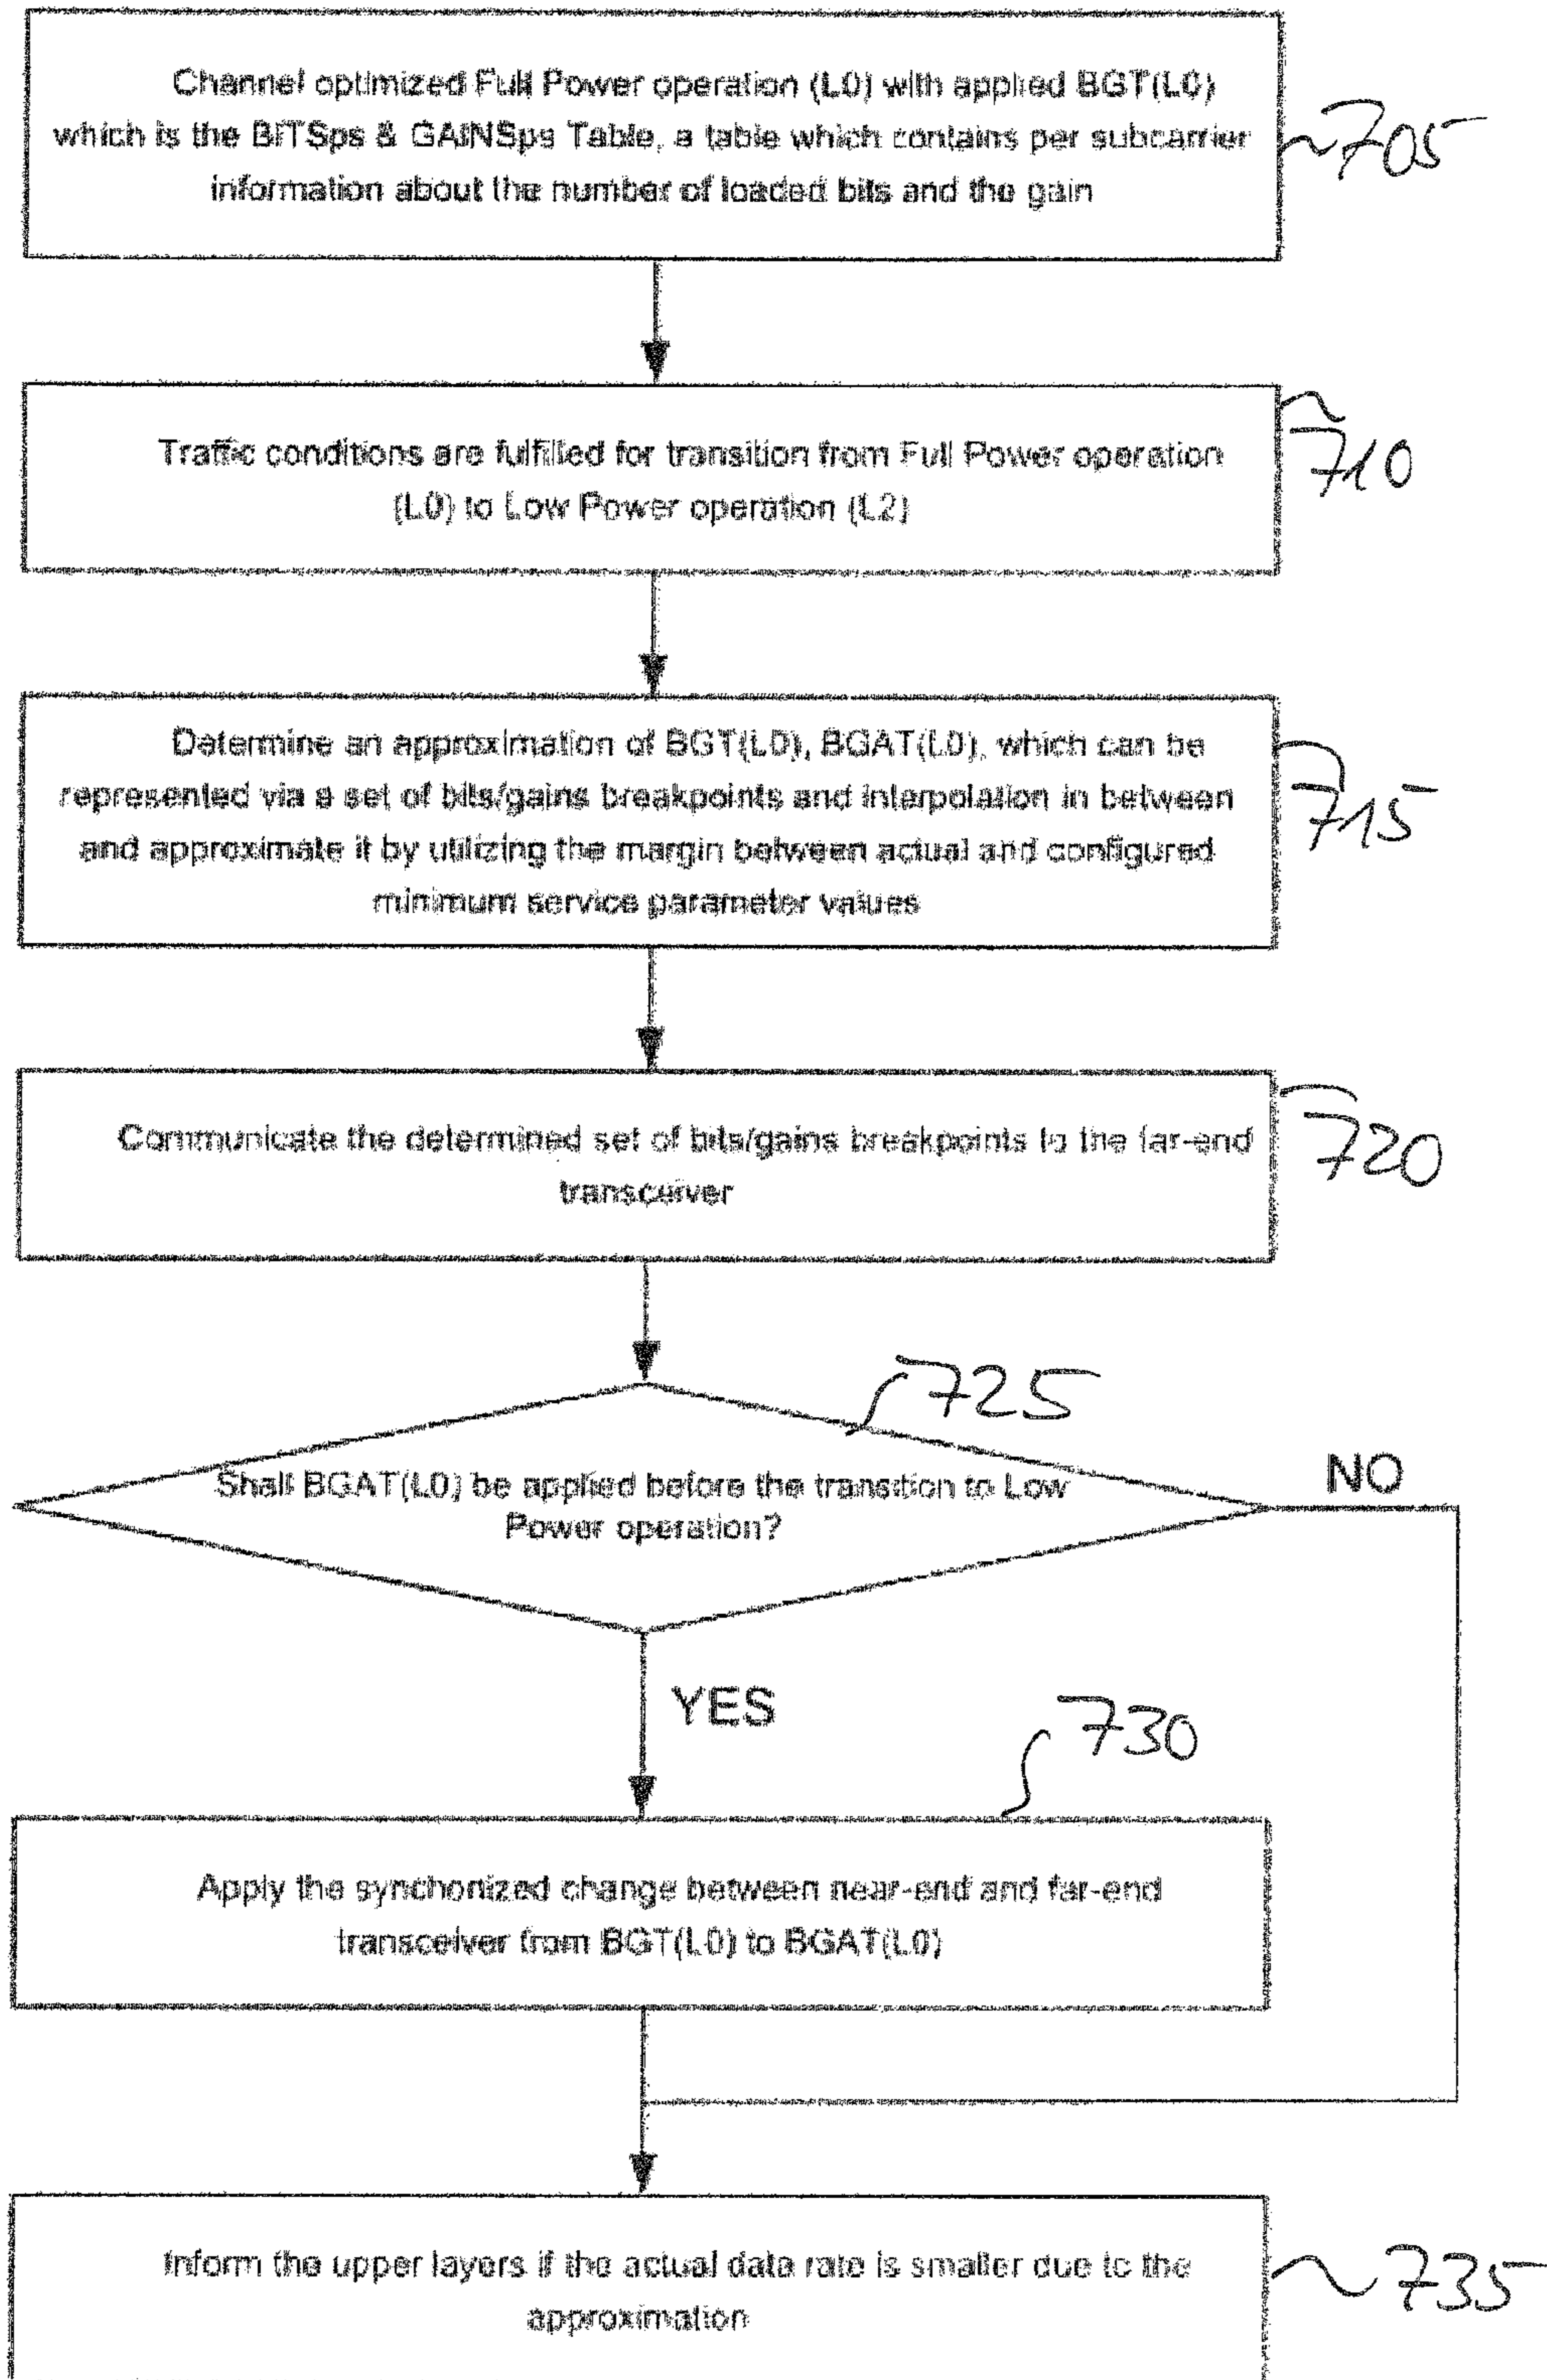 Channel optimized Full Power operation (L0) with applied BGT(L0)
which is the BITSps & GAINSps Table, a table which contains per subcarrier
information about the number of loaded bits and the gain
~705
Traffic conditions are fulfilled for transition from Full Power operation
(L0) to Low Power operation (L2)
710
Determine an approximation of BGT(L0), BGAT(L0), which can be
represented via a set of bits/gains breakpoints and interpolation in between
and approximate it by utilizing the margin between actual and configured
minimum service parameter values
715
Communicate the determined set of bits/gains breakpoints to the far-end
transceiver
720
725
Shall BGAT(L0) be applied before the transition to Low
Power operation?
NO
YES
730
Apply the synchonized change between near-end and far-end
transceiver from BGT(L0) to BGAT(L0)
Inform the upper layers if the actual data rate is smaller due to the
approximation
~735